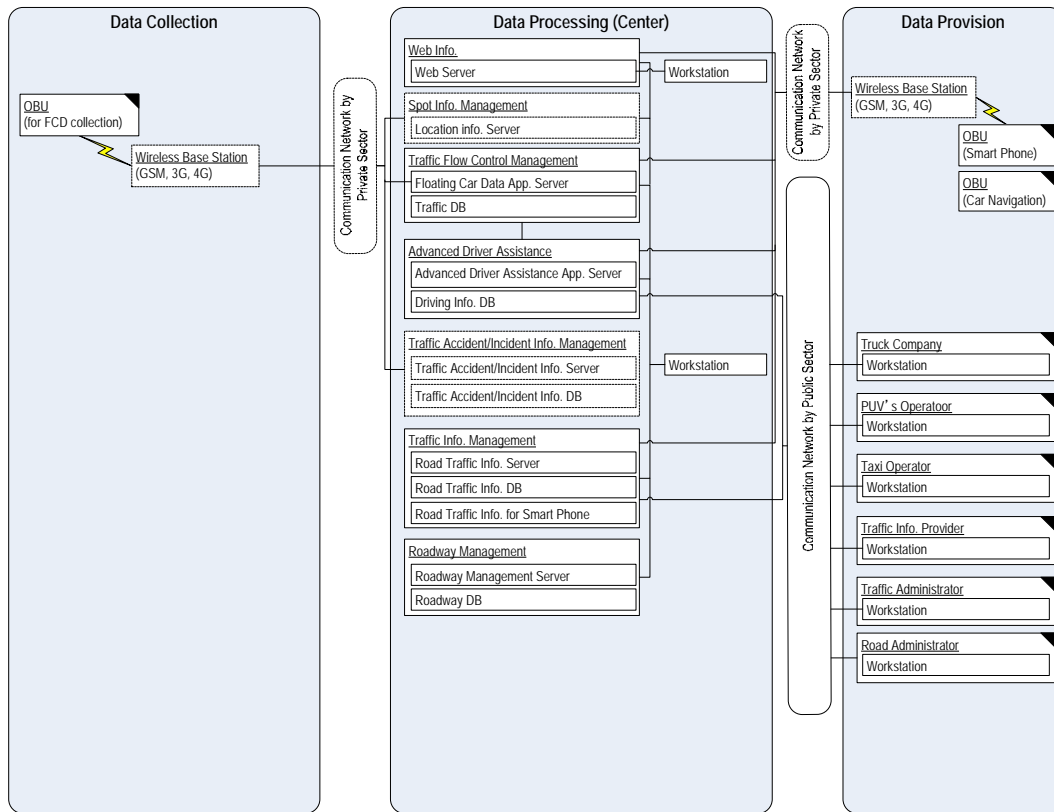 Data Collection
OBU
(for FCD collection)
Wireless Base Station
(GSM, 3G, 4G)
Communication Network by
Private Sector
Data Processing (Center)
Web Info.
Web Server
Workstation
Spot Info. Management
Location info. Server
Traffic Flow Control Management
Floating Car Data App. Server
Traffic DB
Advanced Driver Assistance
Advanced Driver Assistance App. Server
Driving Info. DB
Traffic Accident/Incident Info. Management
Traffic Accident/Incident Info. Server
Traffic Accident/Incident Info. DB
Workstation
Traffic Info. Management
Road Traffic Info. Server
Road Traffic Info. DB
Road Traffic Info. for Smart Phone
Roadway Management
Roadway Management Server
Roadway DB
Communication Network
by Private Sector
Communication Network by Public Sector
Data Provision
Wireless Base Station
(GSM, 3G, 4G)
OBU
(Smart Phone)
OBU
(Car Navigation)
Truck Company
Workstation
PUV's Operatoor
Workstation
Taxi Operator
Workstation
Traffic Info. Provider
Workstation
Traffic Administrator
Workstation
Road Administrator
Workstation